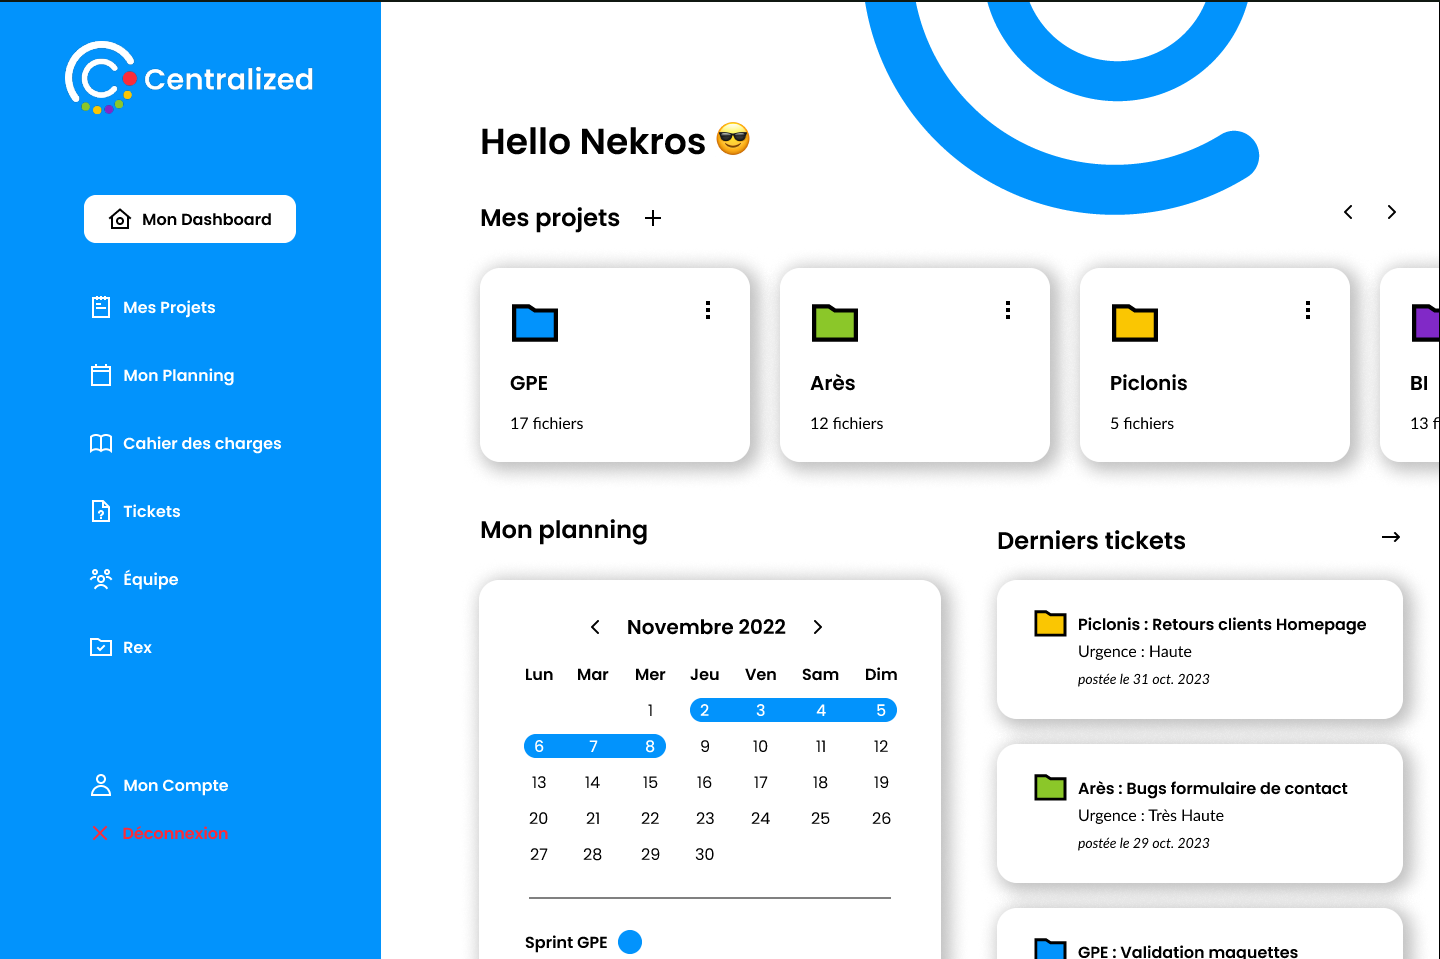 Centralized
Mon Dashboard
Mes Projets
Mon Planning
Cahier des charges
Tickets
Équipe
Rex
Mon Compte
Déconnexion
Hello Nekros 😎
Mes projets +
GPE
17 fichiers
Arès
12 fichiers
Piclonis
5 fichiers
BI
13 f
Mon planning
Novembre 2022
Lun Mar Mer Jeu Ven Sam Dim
1 2 3 4 5
6 7 8 9 10 11 12
13 14 15 16 17 18 19
20 21 22 23 24 25 26
27 28 29 30
Sprint GPE
Derniers tickets
Piclonis : Retours clients Homepage
Urgence : Haute
postée le 31 oct. 2023
Arès : Bugs formulaire de contact
Urgence : Très Haute
postée le 29 oct. 2023
GPE : Validation maquettes